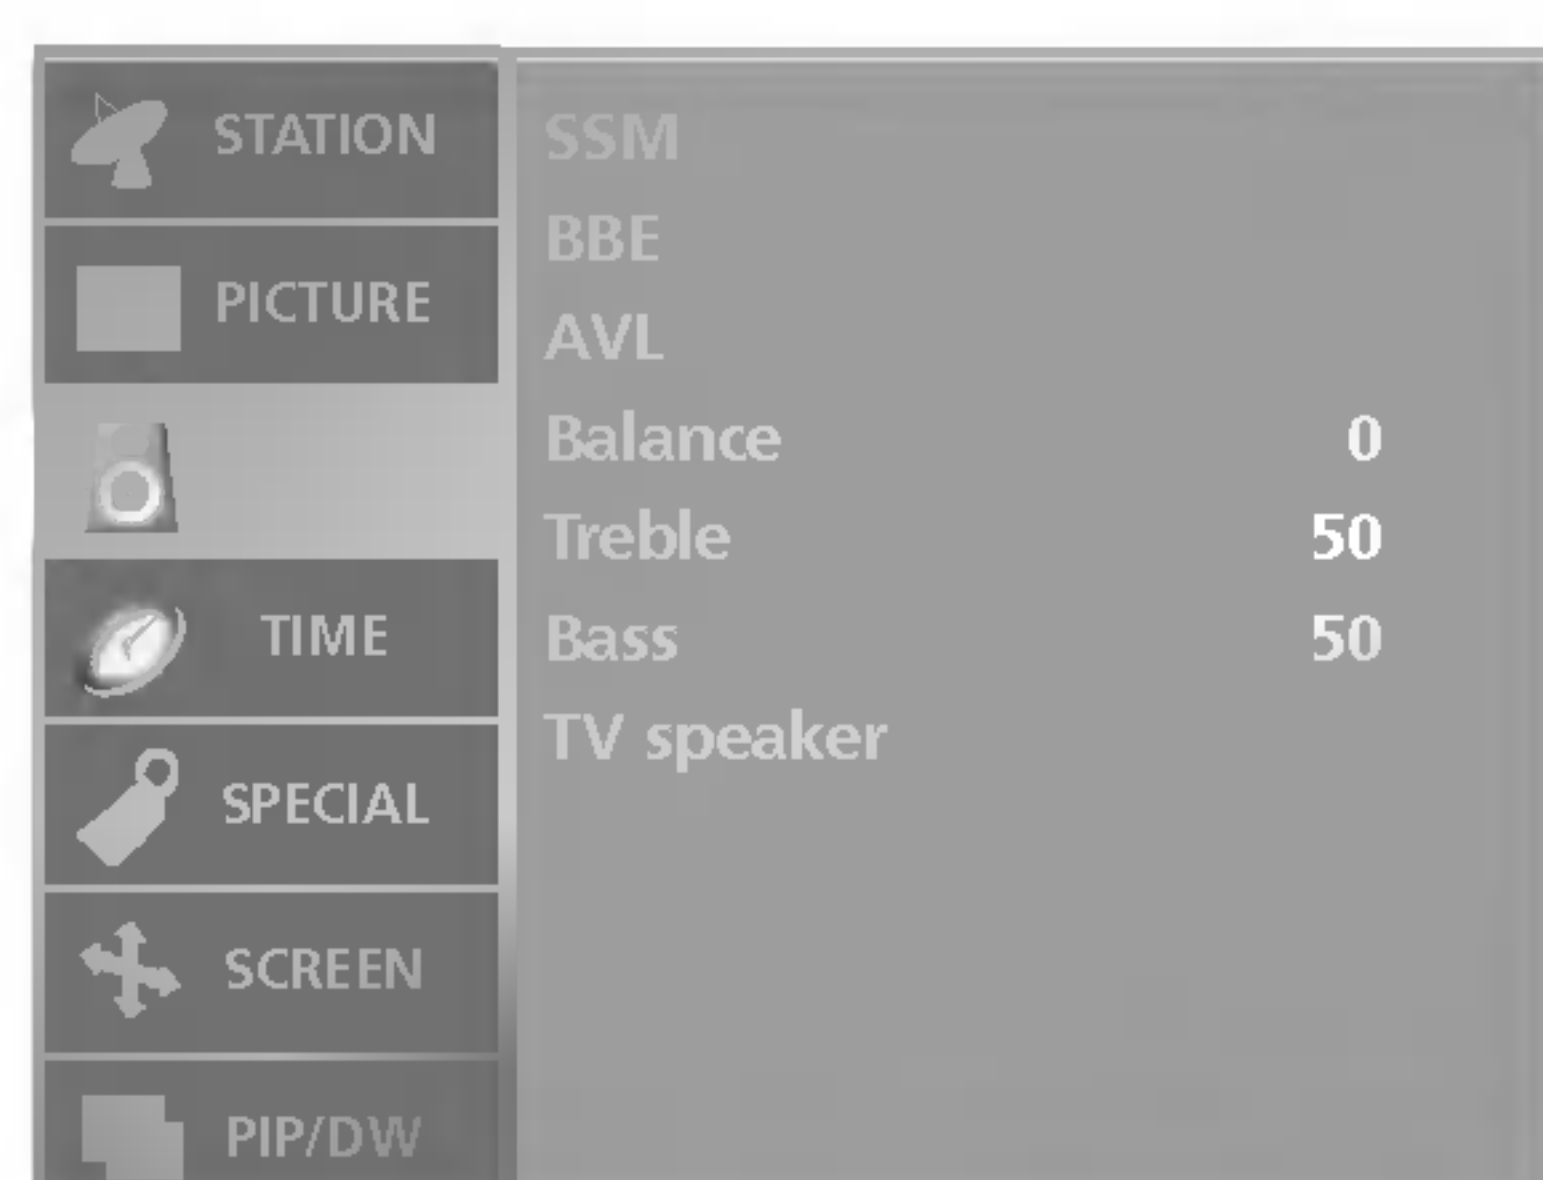 STATION
PICTURE
TIME
SPECIAL
SCREEN
PIP/DW
SSM
BBE
AVL
Balance 0
Treble 50
Bass 50
TV speaker